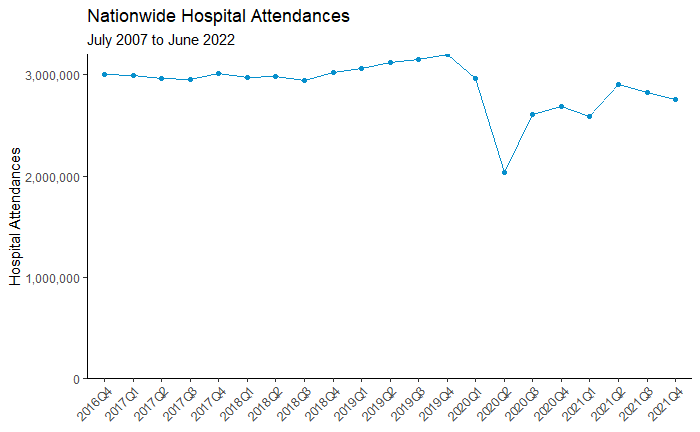 Nationwide Hospital Attendances
July 2007 to June 2022
Hospital Attendances
3,000,000
2,000,000
1,000,000
0
2016Q4
2017Q1
2017Q2
2017Q3
2018Q4
2018Q1
2018Q2
2018Q3
2018Q4
2019Q1
2019Q2
2019Q3
2019Q4
2020Q1
2020Q2
2020Q3
2020Q4
2021Q1
2021Q2
2021Q3
2021Q4